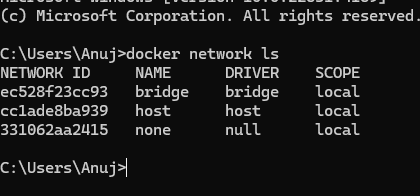 (c) Microsoft Corporation. All rights reserved.
C:\Users\Anuj>docker network ls
NETWORK ID     NAME      DRIVER    SCOPE
ec528f23cc93   bridge    bridge    local
cc1ade8ba939   host      host      local
331062aa2415   none      null      local
C:\Users\Anuj>